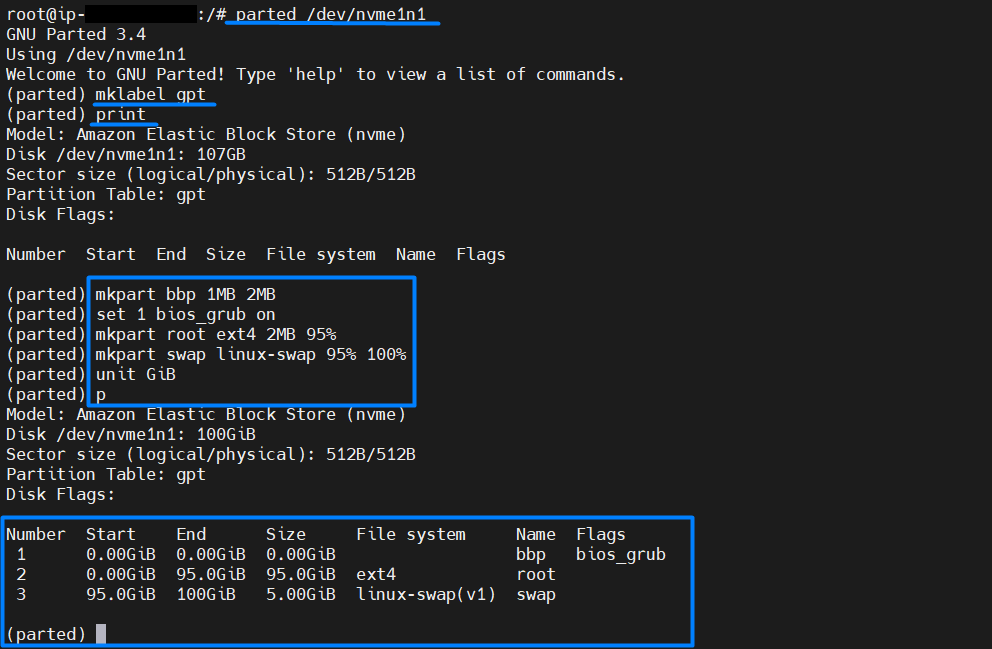 root@ip-:/# parted /dev/nvme1n1
GNU Parted 3.4
Using /dev/nvme1n1
Welcome to GNU Parted! Type 'help' to view a list of commands.
(parted) mklabel gpt
(parted) print
Model: Amazon Elastic Block Store (nvme)
Disk /dev/nvme1n1: 107GB
Sector size (logical/physical): 512B/512B
Partition Table: gpt
Disk Flags:
Number  Start  End  Size  File system  Name  Flags
(parted) mkpart bbp 1MB 2MB
(parted) set 1 bios_grub on
(parted) mkpart root ext4 2MB 95%
(parted) mkpart swap linux-swap 95% 100%
(parted) unit GiB
(parted) p
Model: Amazon Elastic Block Store (nvme)
Disk /dev/nvme1n1: 100GiB
Sector size (logical/physical): 512B/512B
Partition Table: gpt
Disk Flags:
Number  Start    End      Size     File system     Name  Flags
 1      0.00GiB  0.00GiB  0.00GiB                  bbp   bios_grub
 2      0.00GiB  95.0GiB  95.0GiB  ext4            root
 3      95.0GiB  100GiB   5.00GiB  linux-swap(v1)  swap
(parted)